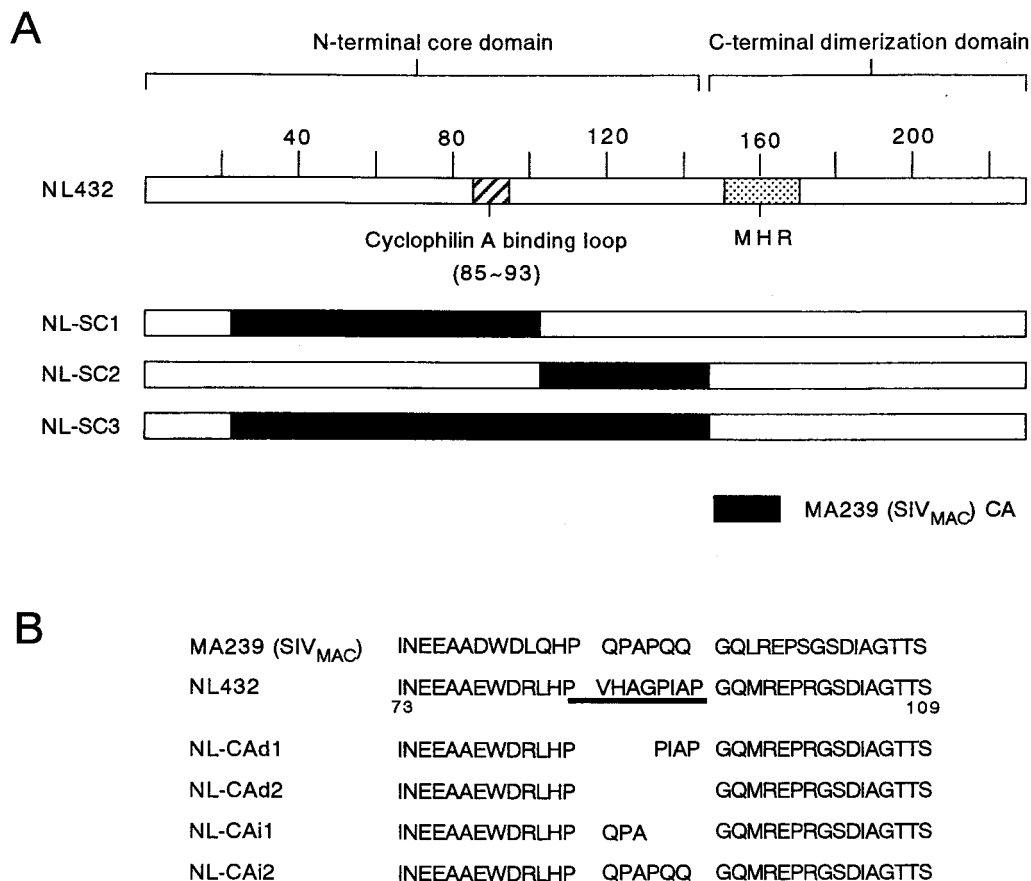 A
N-terminal core domain
C-terminal dimerization domain
40 80 120 160 200
NL432
Cyclophilin A binding loop
(85~93)
MHR
NL-SC1
NL-SC2
NL-SC3
MA239 (SIVMAC) CA
B
MA239 (SIVMAC) INEEAADWDLQHP QPAPQQ GQLREPSGSDIAGTTS
NL432 INEEAAEWDRLHP VHAGPIAP GQMREPRGSDIAGTTS
73 109
NL-CAd1 INEEAAEWDRLHP PIAP GQMREPRGSDIAGTTS
NL-CAd2 INEEAAEWDRLHP GQMREPRGSDIAGTTS
NL-CAi1 INEEAAEWDRLHP QPA GQMREPRGSDIAGTTS
NL-CAi2 INEEAAEWDRLHP QPAPQQ GQMREPRGSDIAGTTS